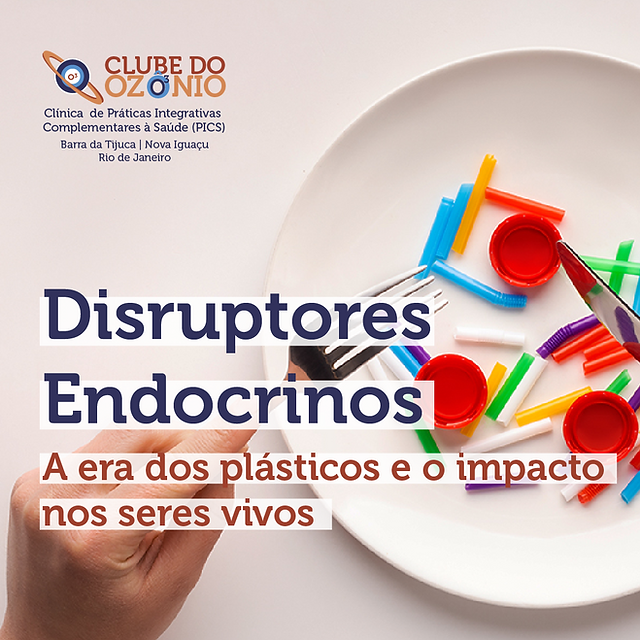 CLUBE DO
OZÔNIO
Clínica de Práticas Integrativas
Complementares à Saúde (PICS)
Barra da Tijuca | Nova Iguaçu
Rio de Janeiro
Disruptores
Endocrinos
A era dos plásticos e o impacto
nos seres vivos